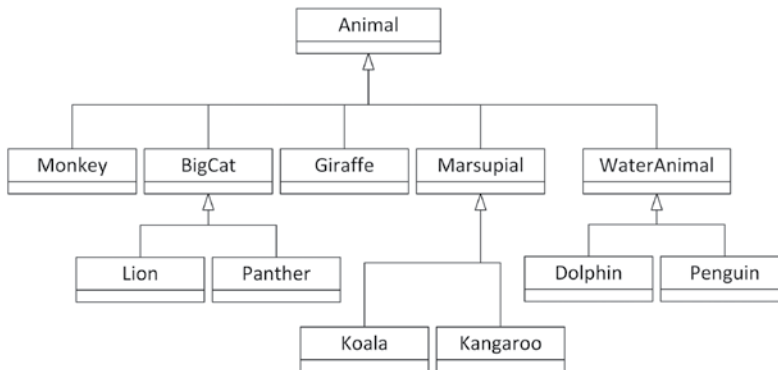 Animal
Monkey BigCat Giraffe Marsupial WaterAnimal
Lion Panther Dolphin Penguin
Koala Kangaroo